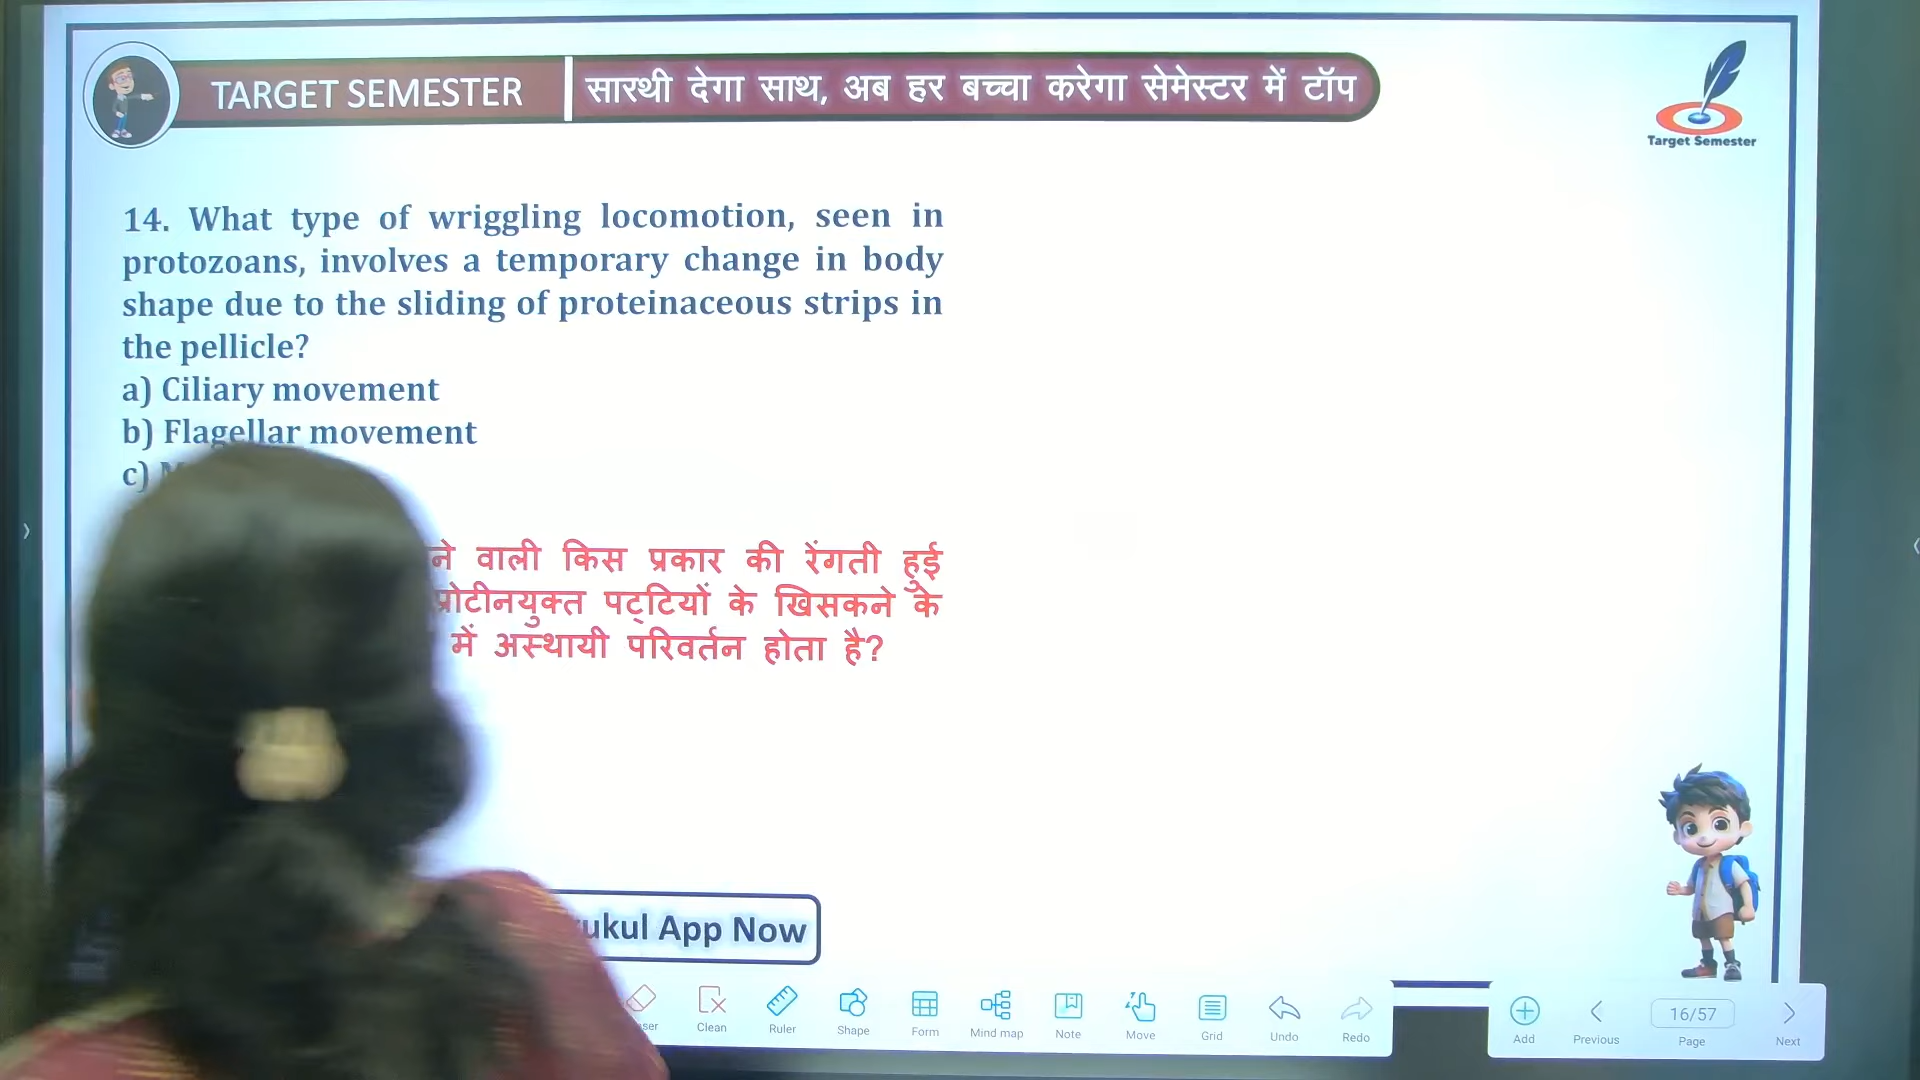 TARGET SEMESTER
सारथी देगा साथ, अब हर बच्चा करेगा सेमेस्टर में टॉप
Target Semester
14. What type of wriggling locomotion, seen in
protozoans, involves a temporary change in body
shape due to the sliding of proteinaceous strips in
the pellicle?
a) Ciliary movement
b) Flagellar movement
c)
वाली किस प्रकार की रेंगती हुई
प्रोटीनयुक्त पट्टियों के खिसकने के
में अस्थायी परिवर्तन होता है?
App Now
Clean
Ruler
Shape
Form
Mind map
Note
Move
Grid
Undo
Redo
Add
Previous
16/57
Page
Next